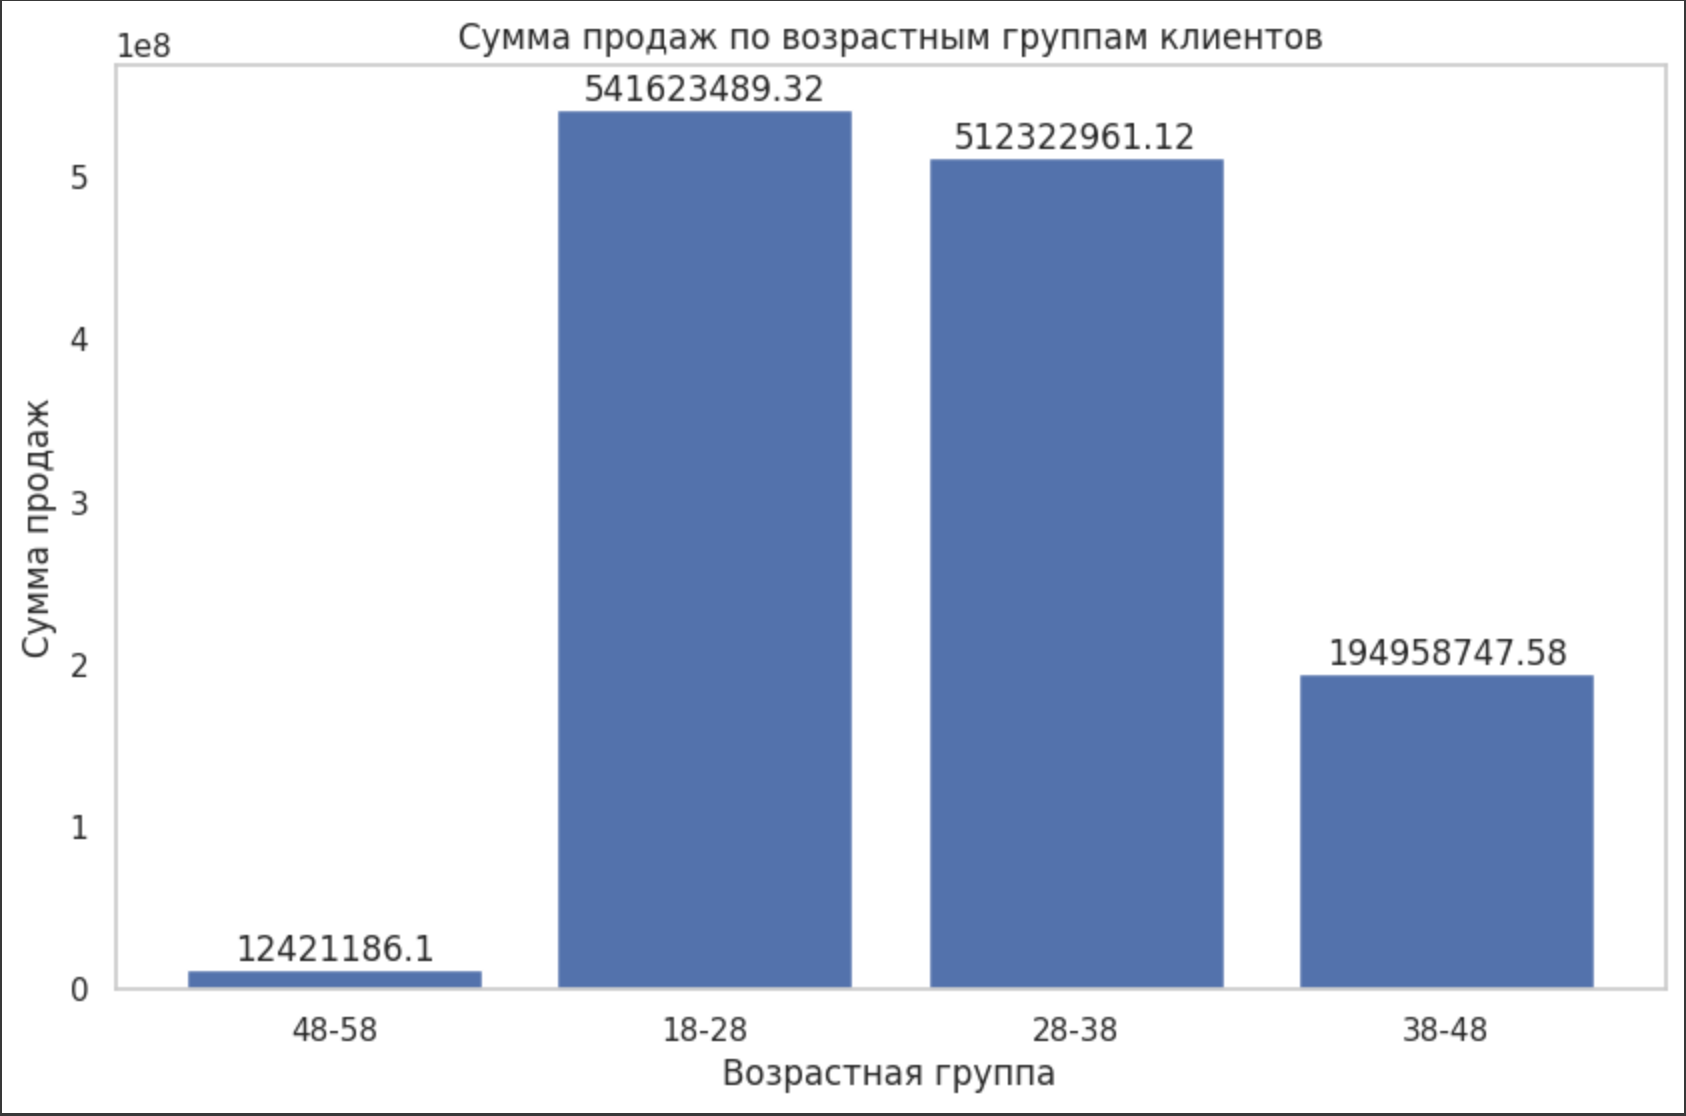 Сумма продаж по возрастным группам клиентов
1e8
541623489.32
512322961.12
5
4
3
194958747.58
2
1
12421186.1
0
Сумма продаж
48-58 18-28 28-38 38-48
Возрастная группа